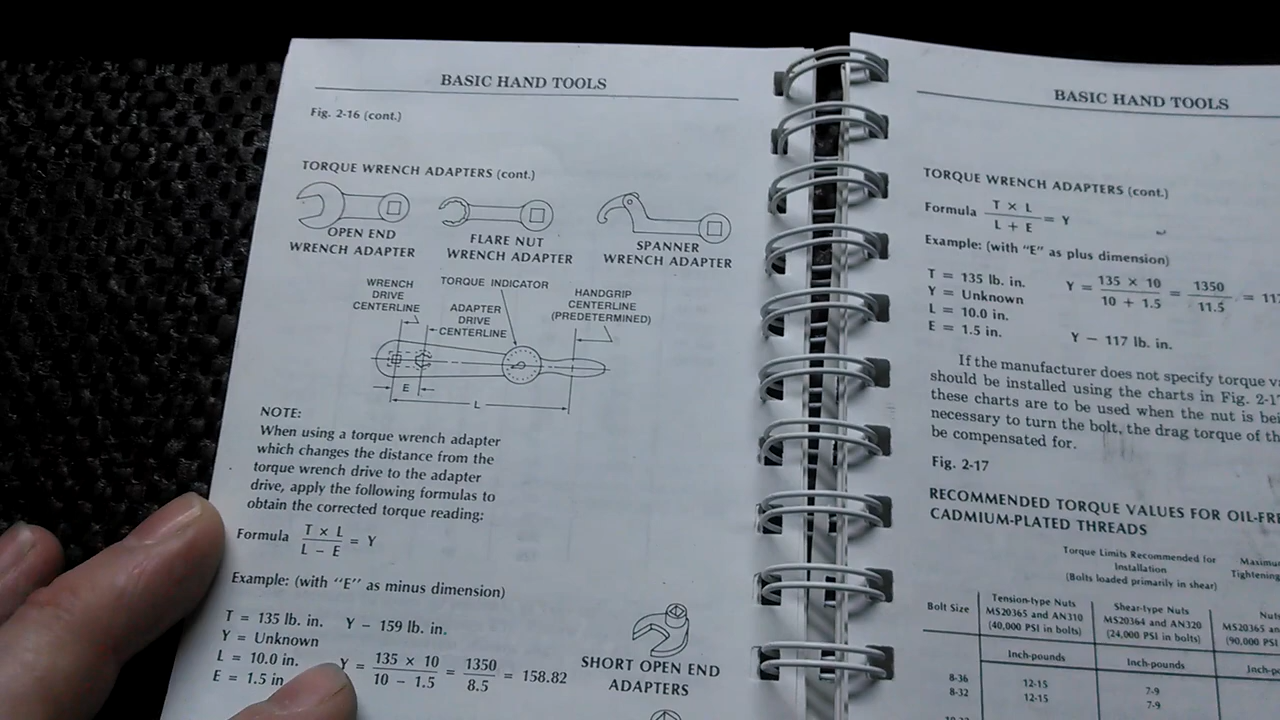 BASIC HAND TOOLS
Fig. 2-16 (cont.)
TORQUE WRENCH ADAPTERS (cont.)
OPEN END
WRENCH ADAPTER
FLARE NUT
WRENCH ADAPTER
SPANNER
WRENCH ADAPTER
WRENCH
DRIVE
CENTERLINE
TORQUE INDICATOR
ADAPTER
DRIVE
CENTERLINE
HANDGRIP
CENTERLINE
(PREDETERMINED)
E
L
NOTE:
When using a torque wrench adapter
which changes the distance from the
torque wrench drive to the adapter
drive, apply the following formulas to
obtain the corrected torque reading:
Formula T × L / L − E = Y
Example: (with "E" as minus dimension)
T = 135 lb. in. Y − 159 lb. in.
Y = Unknown
L = 10.0 in.
E = 1.5 in.
Y = 135 × 10 / 10 − 1.5 = 1350 / 8.5 = 158.82
SHORT OPEN END
ADAPTERS
BASIC HAND TOOLS
TORQUE WRENCH ADAPTERS (cont.)
Formula T × L / L + E = Y
Example: (with "E" as plus dimension)
T = 135 lb. in.
Y = Unknown
L = 10.0 in.
E = 1.5 in.
Y = 135 × 10 / 10 + 1.5 = 1350 / 11.5 =
Y − 117 lb. in.
If the manufacturer does not specify torque
should be installed using the charts in Fig.
these charts are to be used when the nut is
necessary to turn the bolt, the drag torque of
be compensated for.
Fig. 2-17
RECOMMENDED TORQUE VALUES FOR
CADMIUM-PLATED THREADS
Torque Limits Recommended for
Installation
(Bolts loaded primarily in shear)
Tightening
Bolt Size
Tension-type Nuts
MS20365 and AN310
(40,000 PSI in bolts)
Shear-type Nuts
MS20364 and AN320
(24,000 PSI in bolts)
MS20365
(90,000 PSI
Inch-pounds Inch-pounds
8-36 12-15 7-9
8-32 12-15 7-9